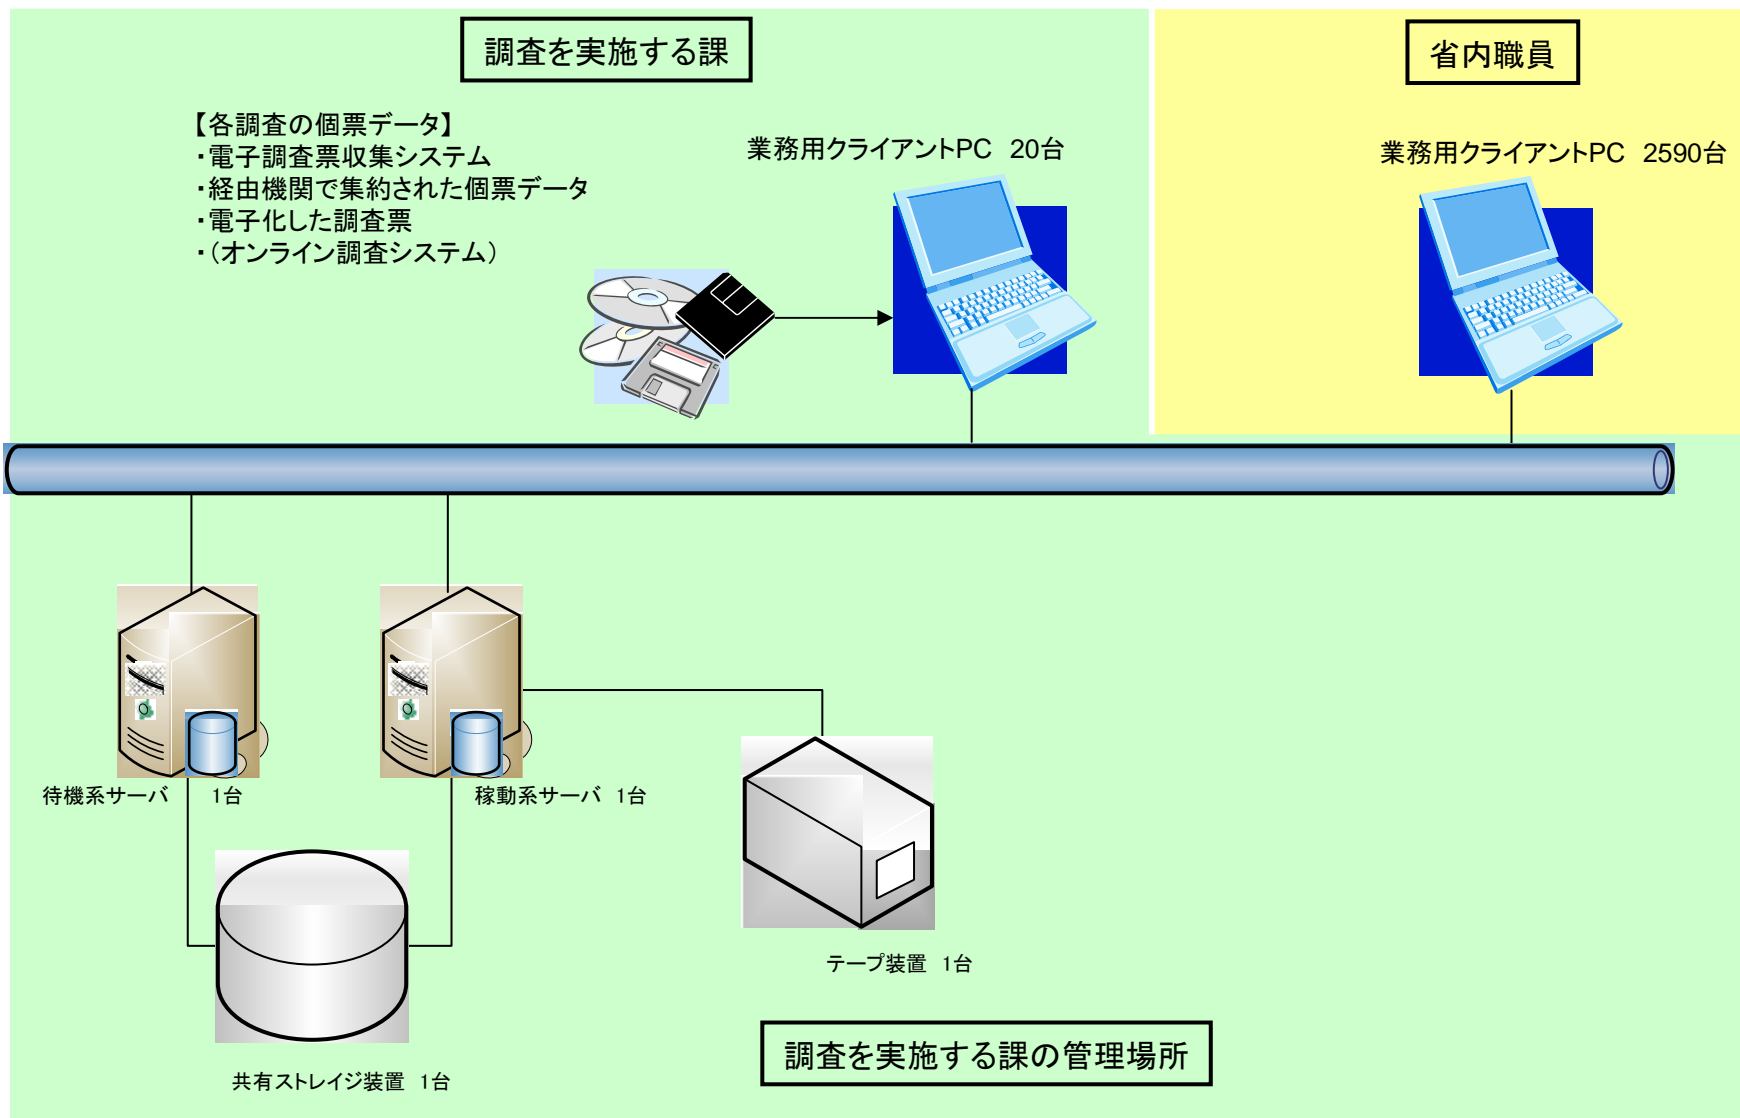 調査を実施する課
省内職員
【各調査の個票データ】
・電子調査票収集システム
・経由機関で集約された個票データ
・電子化した調査票
・（オンライン調査システム）
業務用クライアントPC 20台
業務用クライアントPC 2590台
待機系サーバ 1台
稼動系サーバ 1台
テープ装置 1台
調査を実施する課の管理場所
共有ストレイジ装置 1台